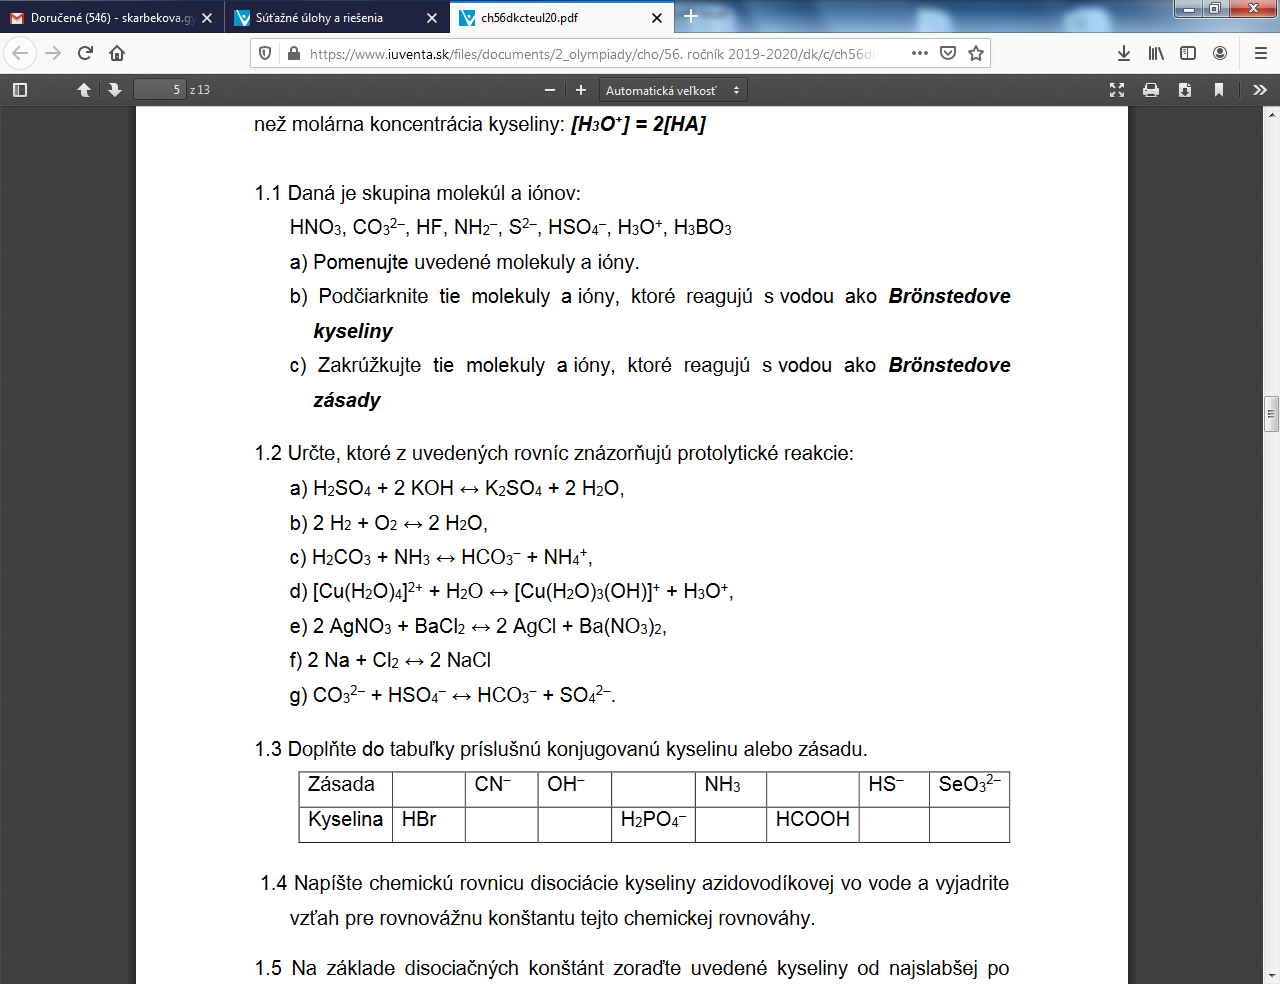 Doručené (546) - skarbekova.gy
Súťažné úlohy a riešenia
ch56dkcteul20.pdf
https://www.iuventa.sk/files/documents/2_olympiady/cho/56. ročník 2019-2020/dk/c/ch56d
5 z 13
Automatická veľkosť
než molárna koncentrácia kyseliny: [H₃O⁺] = 2[HA]
1.1 Daná je skupina molekúl a iónov:
HNO₃, CO₃²⁻, HF, NH₂⁻, S²⁻, HSO₄⁻, H₃O⁺, H₃BO₃
a) Pomenujte uvedené molekuly a ióny.
b) Podčiarknite tie molekuly a ióny, ktoré reagujú s vodou ako Brönstedove
kyseliny
c) Zakrúžkujte tie molekuly a ióny, ktoré reagujú s vodou ako Brönstedove
zásady
1.2 Určte, ktoré z uvedených rovníc znázorňujú protolytické reakcie:
a) H₂SO₄ + 2 KOH ↔ K₂SO₄ + 2 H₂O,
b) 2 H₂ + O₂ ↔ 2 H₂O,
c) H₂CO₃ + NH₃ ↔ HCO₃⁻ + NH₄⁺,
d) [Cu(H₂O)₄]²⁺ + H₂O ↔ [Cu(H₂O)₃(OH)]⁺ + H₃O⁺,
e) 2 AgNO₃ + BaCl₂ ↔ 2 AgCl + Ba(NO₃)₂,
f) 2 Na + Cl₂ ↔ 2 NaCl
g) CO₃²⁻ + HSO₄⁻ ↔ HCO₃⁻ + SO₄²⁻.
1.3 Doplňte do tabuľky príslušnú konjugovanú kyselinu alebo zásadu.
Zásada CN⁻ OH⁻ NH₃ HS⁻ SeO₃²⁻
Kyselina HBr H₂PO₄⁻ HCOOH
1.4 Napíšte chemickú rovnicu disociácie kyseliny azidovodíkovej vo vode a vyjadrite
vzťah pre rovnovážnu konštantu tejto chemickej rovnováhy.
1.5 Na základe disociačných konštánt zoraďte uvedené kyseliny od najslabšej po